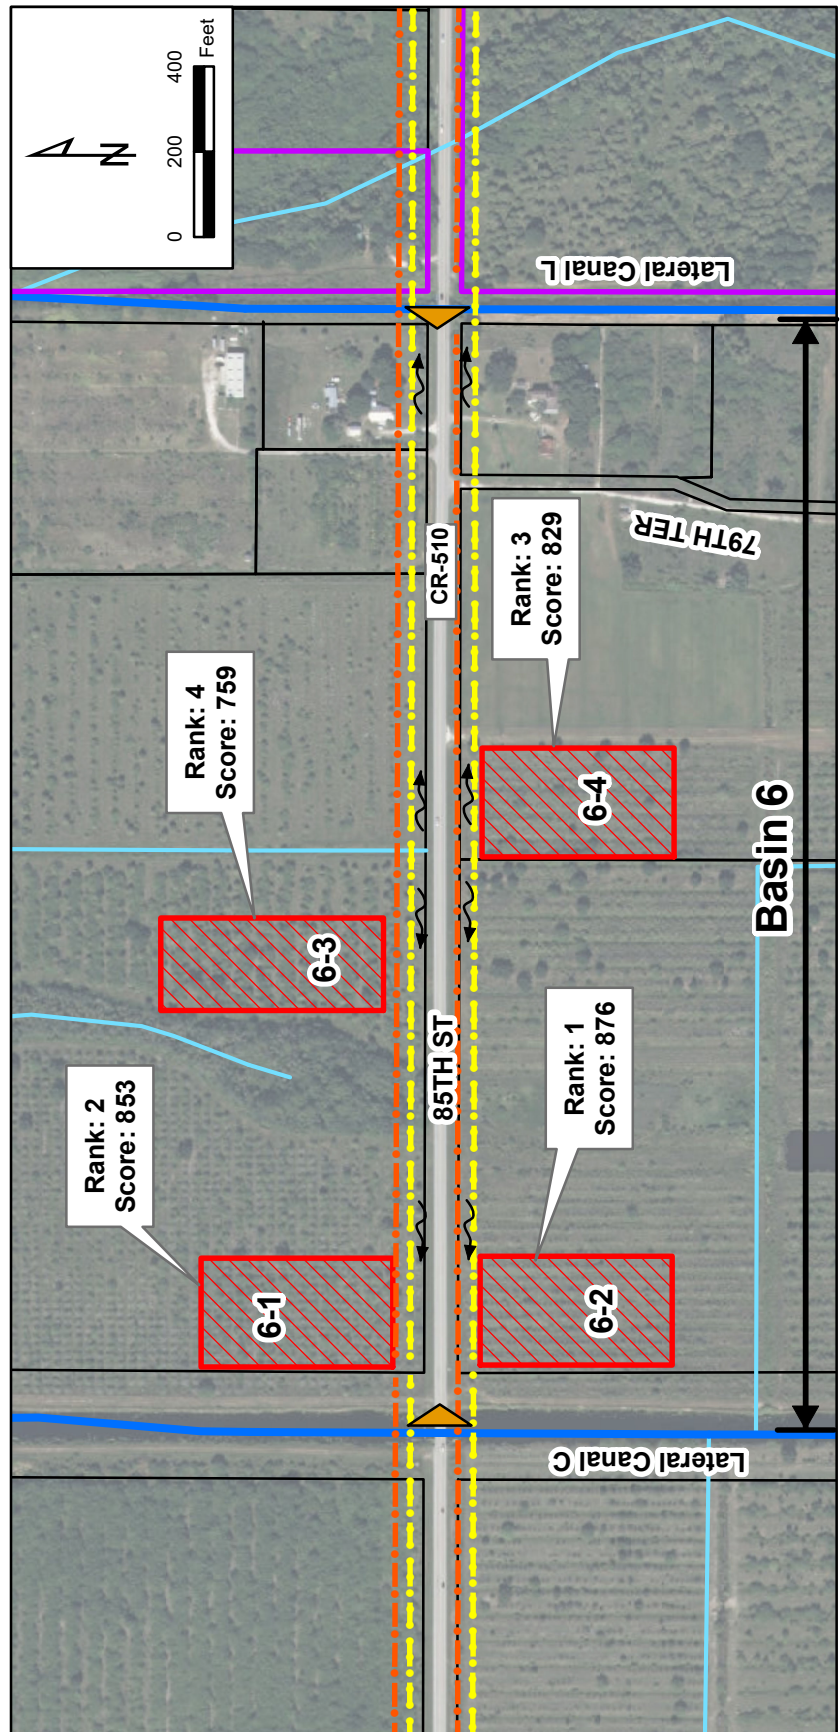 N
0 200 400
Feet
Lateral Canal L
79TH TER
CR-510
Rank: 3
Score: 829
Rank: 4
Score: 759
6-4
6-3
Basin 6
85TH ST
Rank: 2
Score: 853
Rank: 1
Score: 876
6-1
6-2
Lateral Canal C